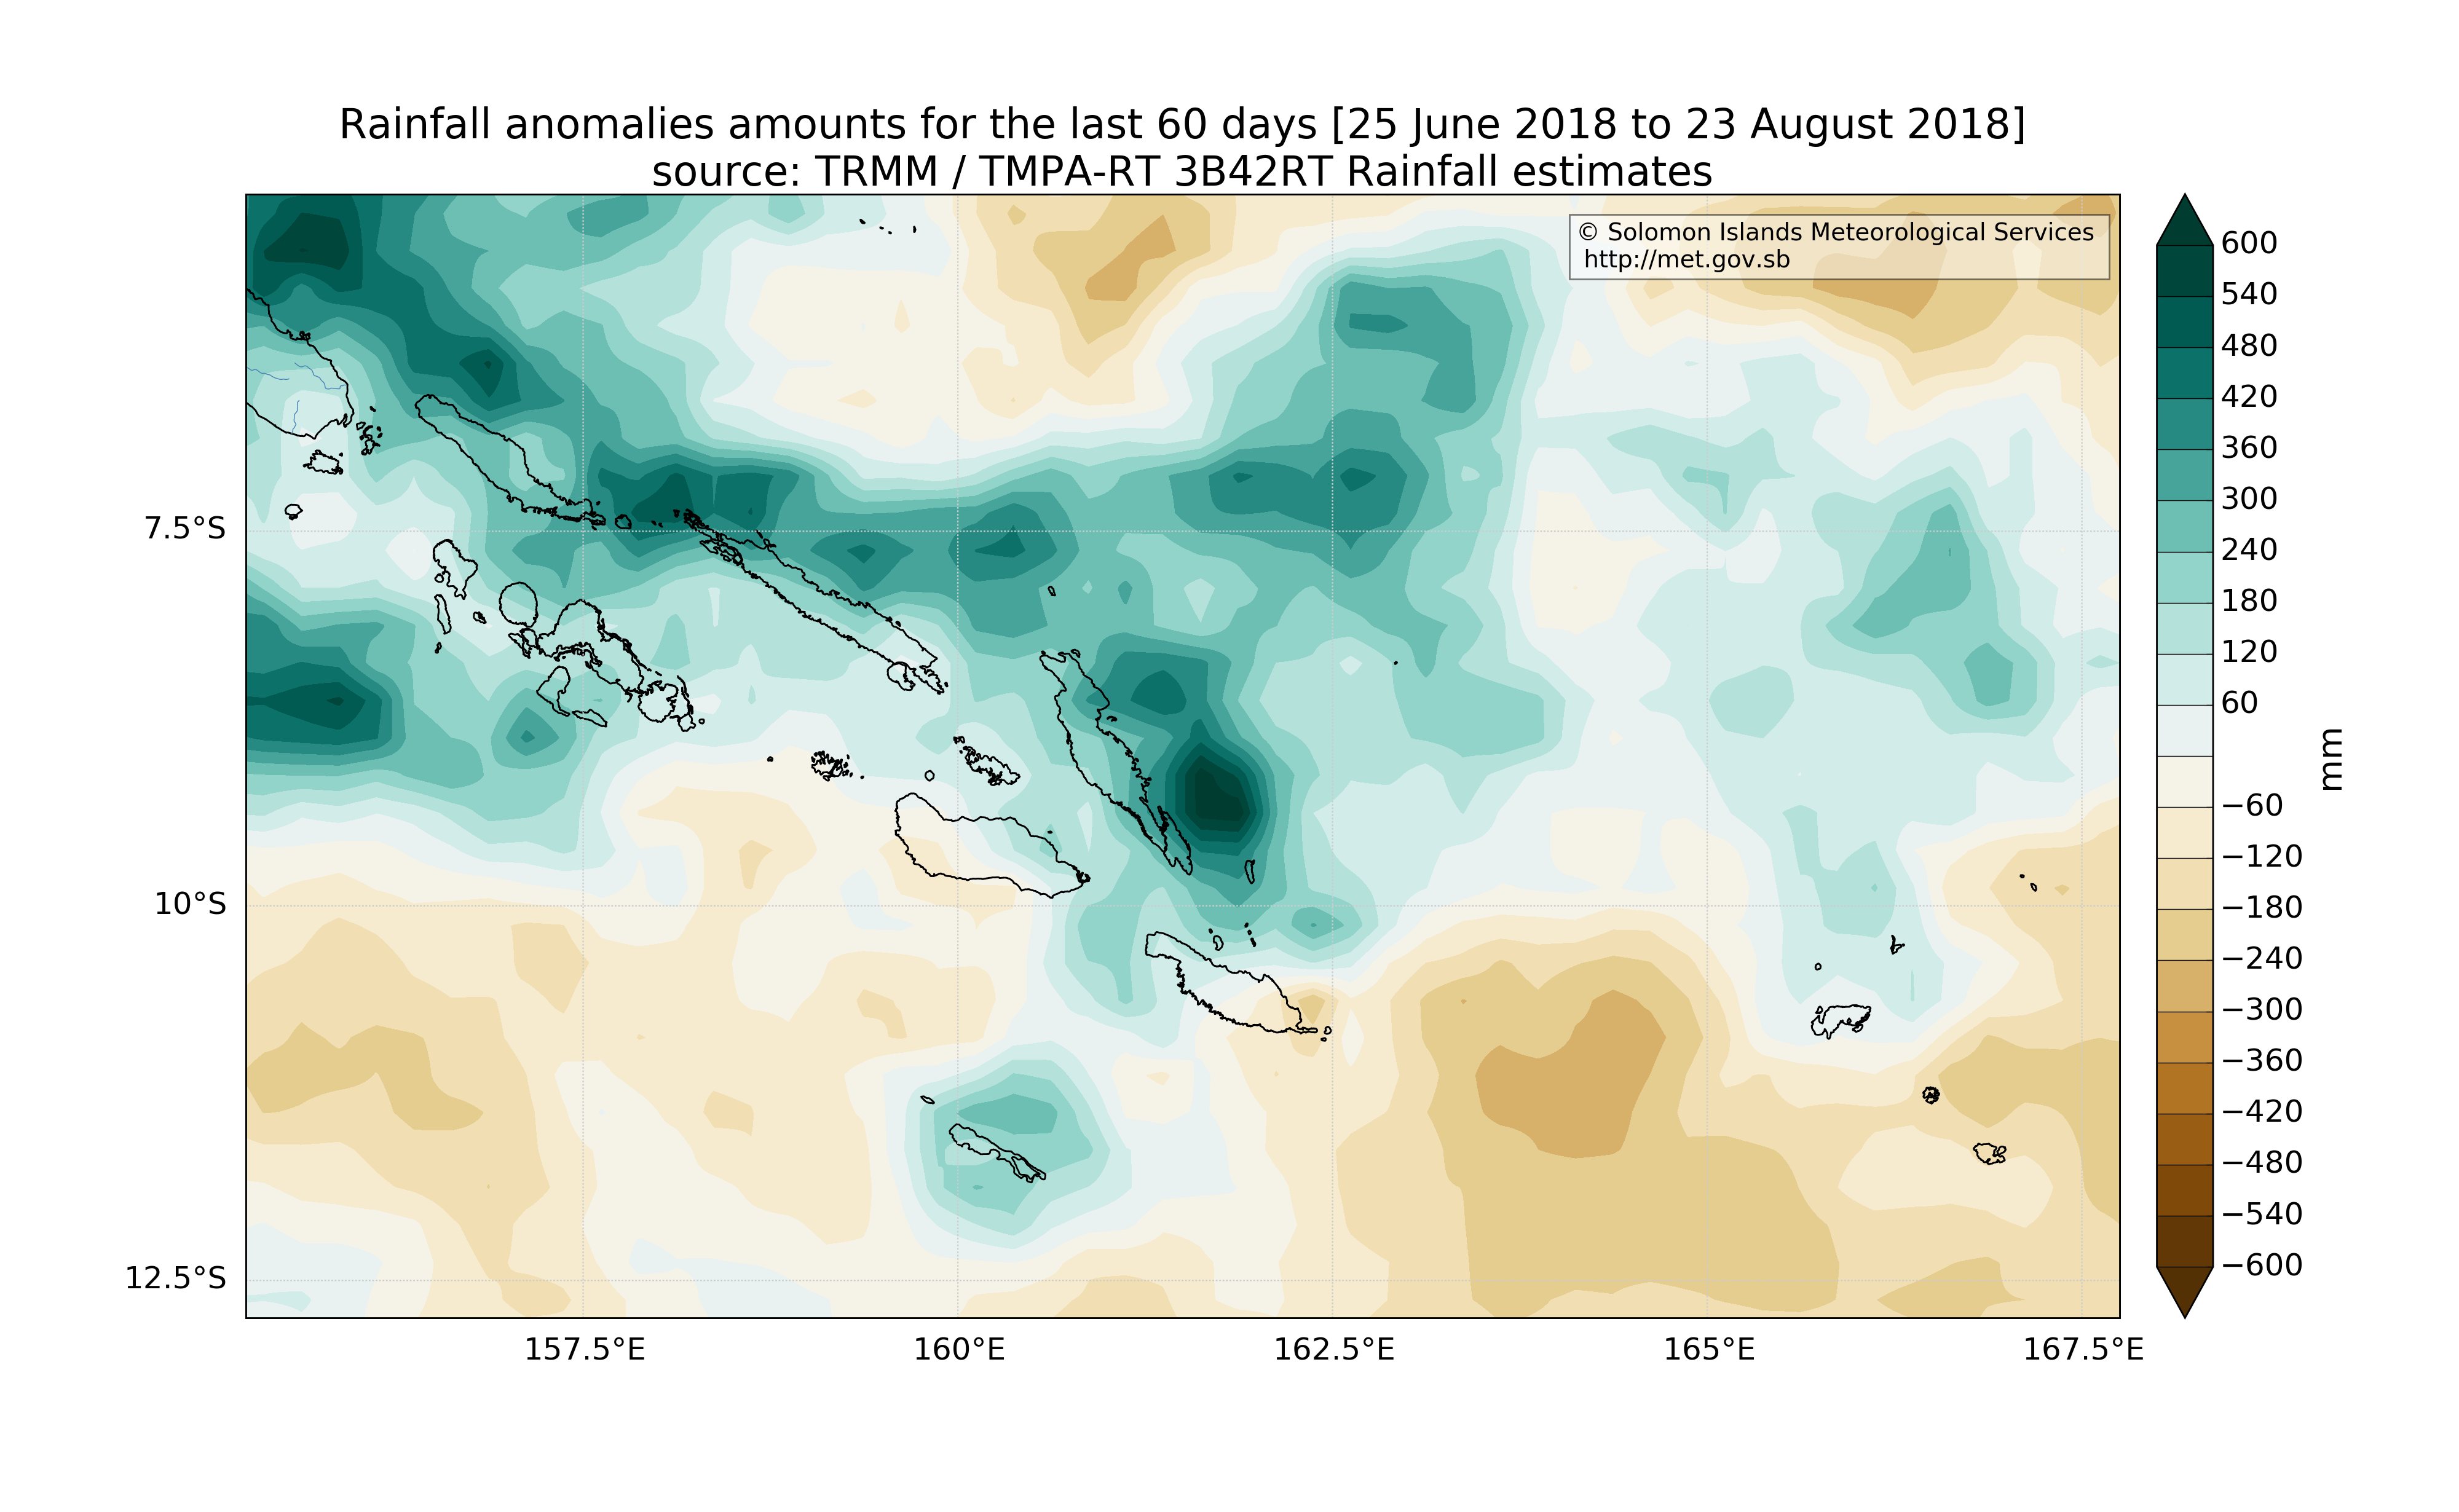 Rainfall anomalies amounts for the last 60 days [25 June 2018 to 23 August 2018]
source: TRMM / TMPA-RT 3B42RT Rainfall estimates
© Solomon Islands Meteorological Services
http://met.gov.sb
7.5°S
10°S
12.5°S
157.5°E
160°E
162.5°E
165°E
167.5°E
600
540
480
420
360
300
240
180
120
60
−60
−120
−180
−240
−300
−360
−420
−480
−540
−600
mm